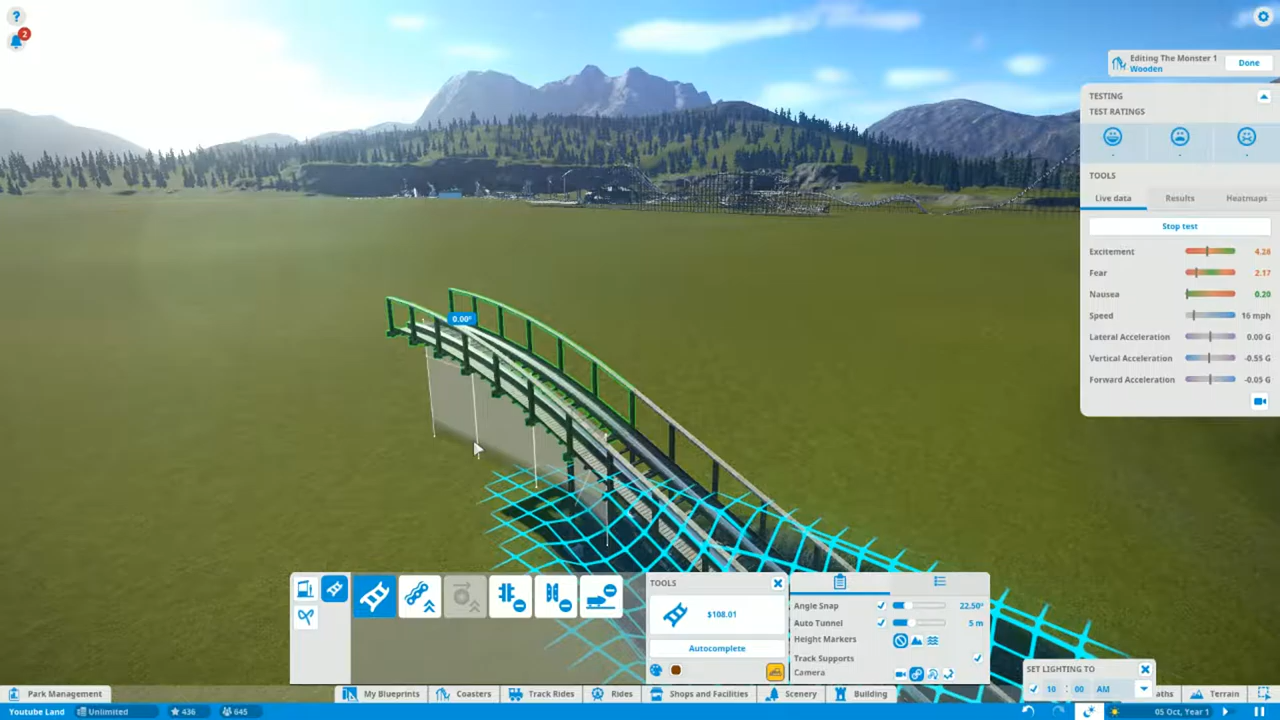 ?
2
Editing The Monster 1
Wooden
Done
TESTING
TEST RATINGS
-
-
-
TOOLS
Live data
Results
Heatmaps
Stop test
Excitement
4.28
Fear
2.17
Nausea
0.20
Speed
16 mph
Lateral Acceleration
0.00 G
Vertical Acceleration
-0.55 G
Forward Acceleration
-0.05 G
0.00°
TOOLS
$108.01
Autocomplete
Angle Snap
22.50°
Auto Tunnel
5 m
Height Markers
Track Supports
Camera
SET LIGHTING TO
10 : 00 AM
Park Management
My Blueprints
Coasters
Track Rides
Rides
Shops and Facilities
Scenery
Building
aths
Terrain
Youtube Land
Unlimited
436
645
05 Oct, Year 1